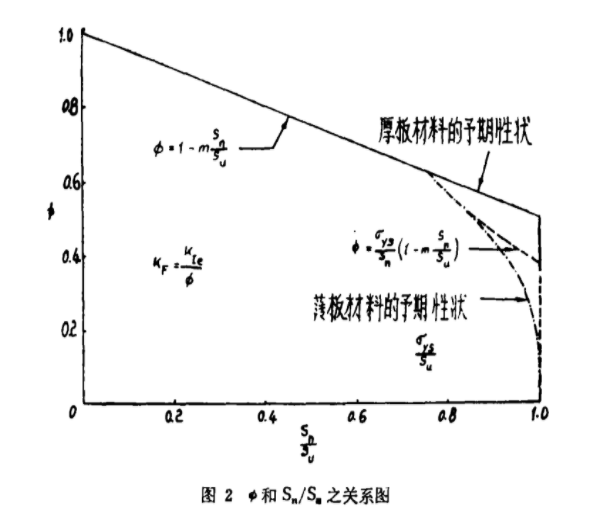 1.0
厚板材料的予期性状
0.8
φ = 1 - m Sn/Su
0.6
φ
φ = σys/Sn (1 - m Sn/Su)
0.4
KF = KIe/φ
薄板材料的予期性状
0.2
σys/Su
0
0 0.2 0.4 0.6 0.8 1.0
Sn/Su
图 2 φ和 Sn/Su 之关系图